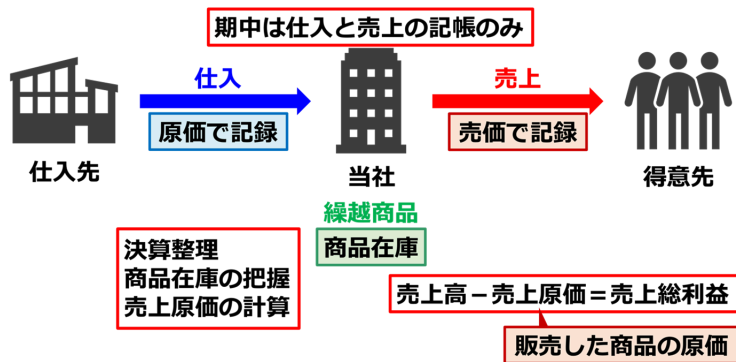 期中は仕入と売上の記帳のみ
仕入
売上
原価で記録
売価で記録
仕入先
当社
得意先
繰越商品
商品在庫
決算整理
商品在庫の把握
売上原価の計算
売上高－売上原価＝売上総利益
販売した商品の原価